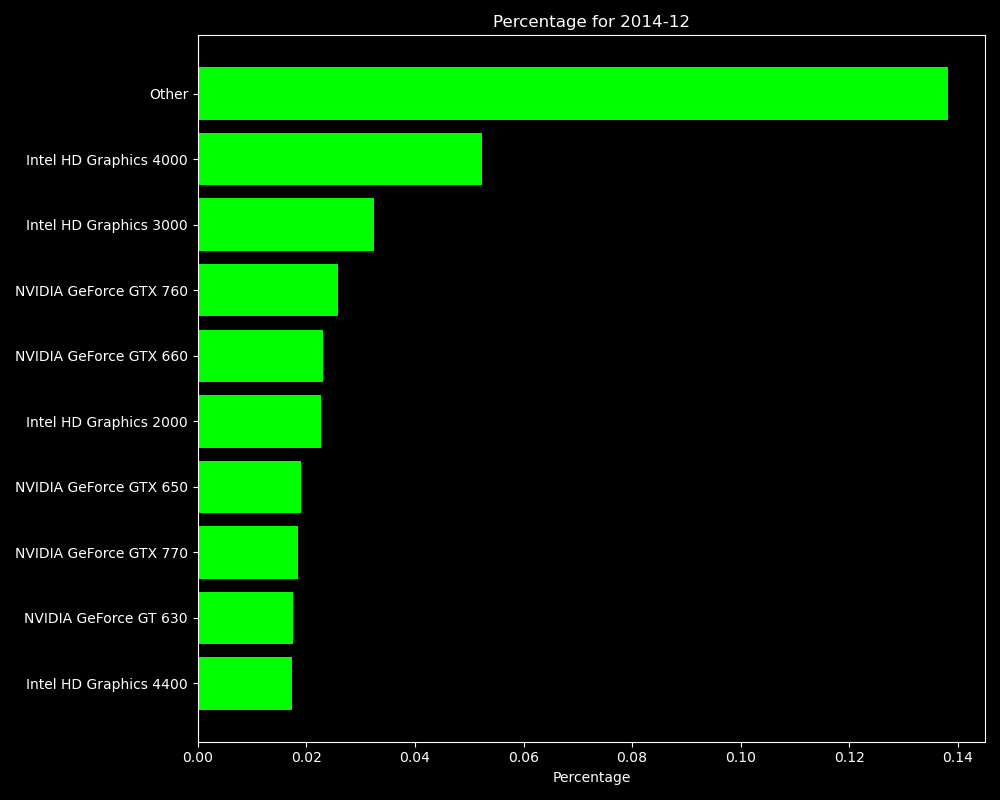 Percentage for 2014-12
Other
Intel HD Graphics 4000
Intel HD Graphics 3000
NVIDIA GeForce GTX 760
NVIDIA GeForce GTX 660
Intel HD Graphics 2000
NVIDIA GeForce GTX 650
NVIDIA GeForce GTX 770
NVIDIA GeForce GT 630
Intel HD Graphics 4400
0.00 0.02 0.04 0.06 0.08 0.10 0.12 0.14
Percentage